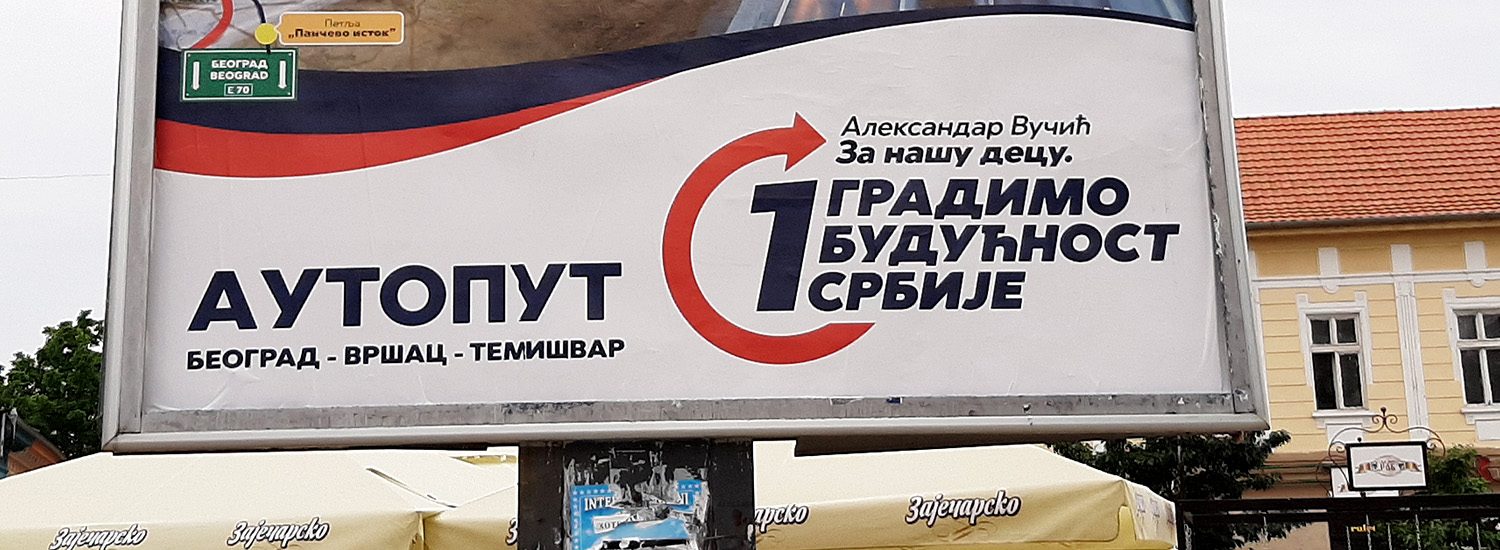 Петља
„Панчево исток”
БЕОГРАД
BEOGRAD
E 70
Александар Вучић
За нашу децу.
1 ГРАДИМО
БУДУЋНОСТ
СРБИЈЕ
АУТОПУТ
БЕОГРАД - ВРШАЦ - ТЕМИШВАР
Зајечарско
Зајечарско
Зајечарско